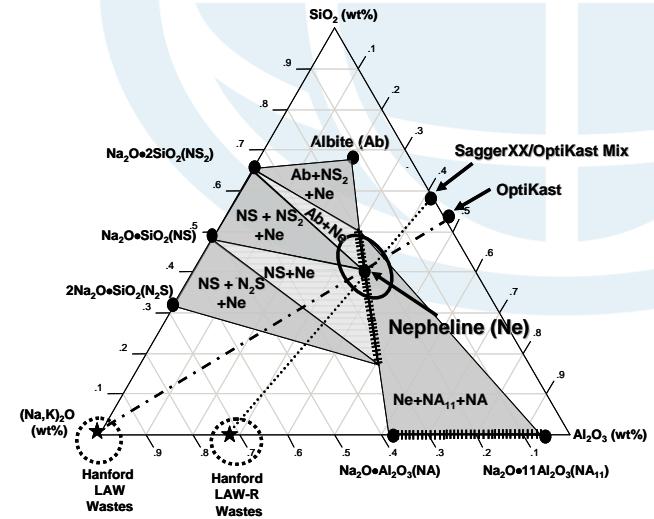 SiO₂ (wt%)
.9
.1
.8
.2
.7
.3
Albite (Ab)
Na₂O●2SiO₂(NS₂)
SaggerXX/OptiKast Mix
.4
Ab+NS₂
+Ne
.6
OptiKast
.5
Ab+Ne
NS + NS₂
+Ne
Na₂O●SiO₂(NS)
.5
.6
.4
NS+Ne
NS + N₂S
+Ne
2Na₂O●SiO₂(N₂S)
.3
.7
Nepheline (Ne)
.8
.2
.9
.1
Ne+NA₁₁+NA
(Na,K)₂O
(wt%)
Al₂O₃ (wt%)
.9
.8
.7
.6
.5
.4
.3
.2
.1
Na₂O●Al₂O₃(NA)
Na₂O●11Al₂O₃(NA₁₁)
Hanford
LAW
Wastes
Hanford
LAW-R
Wastes